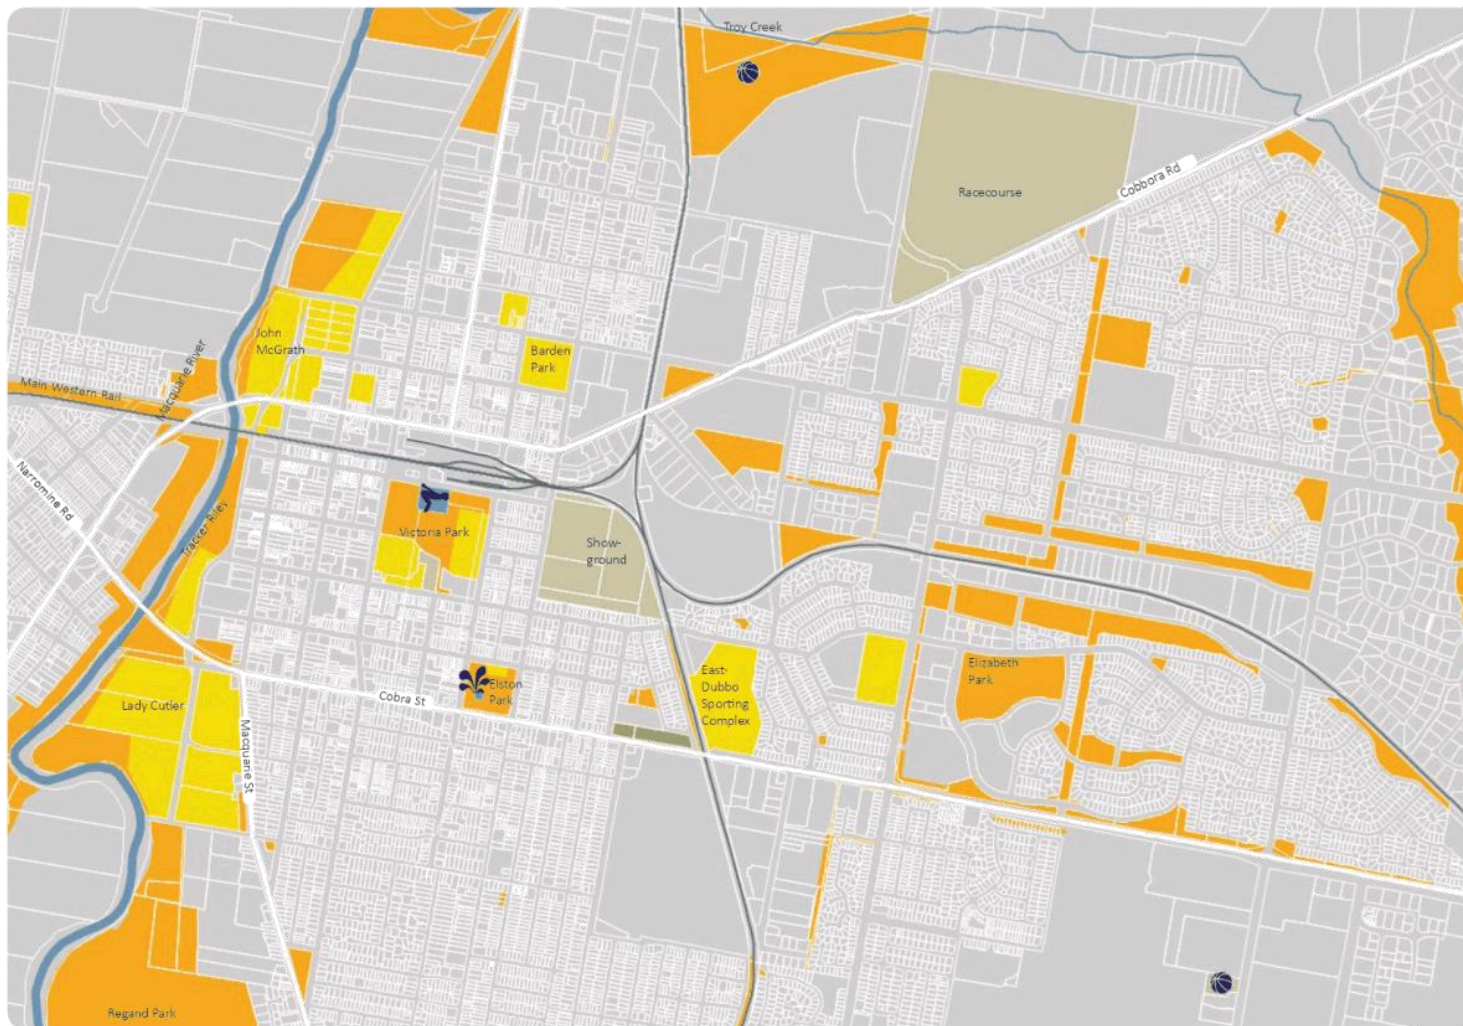 Troy Creek
Racecourse
Cobbora Rd
John
McGrath
Barden
Park
Macquarie River
Main Western Rail
Narromine Rd
Tracker Riley
Victoria Park
Show-
ground
East-
Dubbo
Sporting
Complex
Elizabeth
Park
Elston
Park
Cobra St
Lady Cutler
Macquarie St
Regand Park